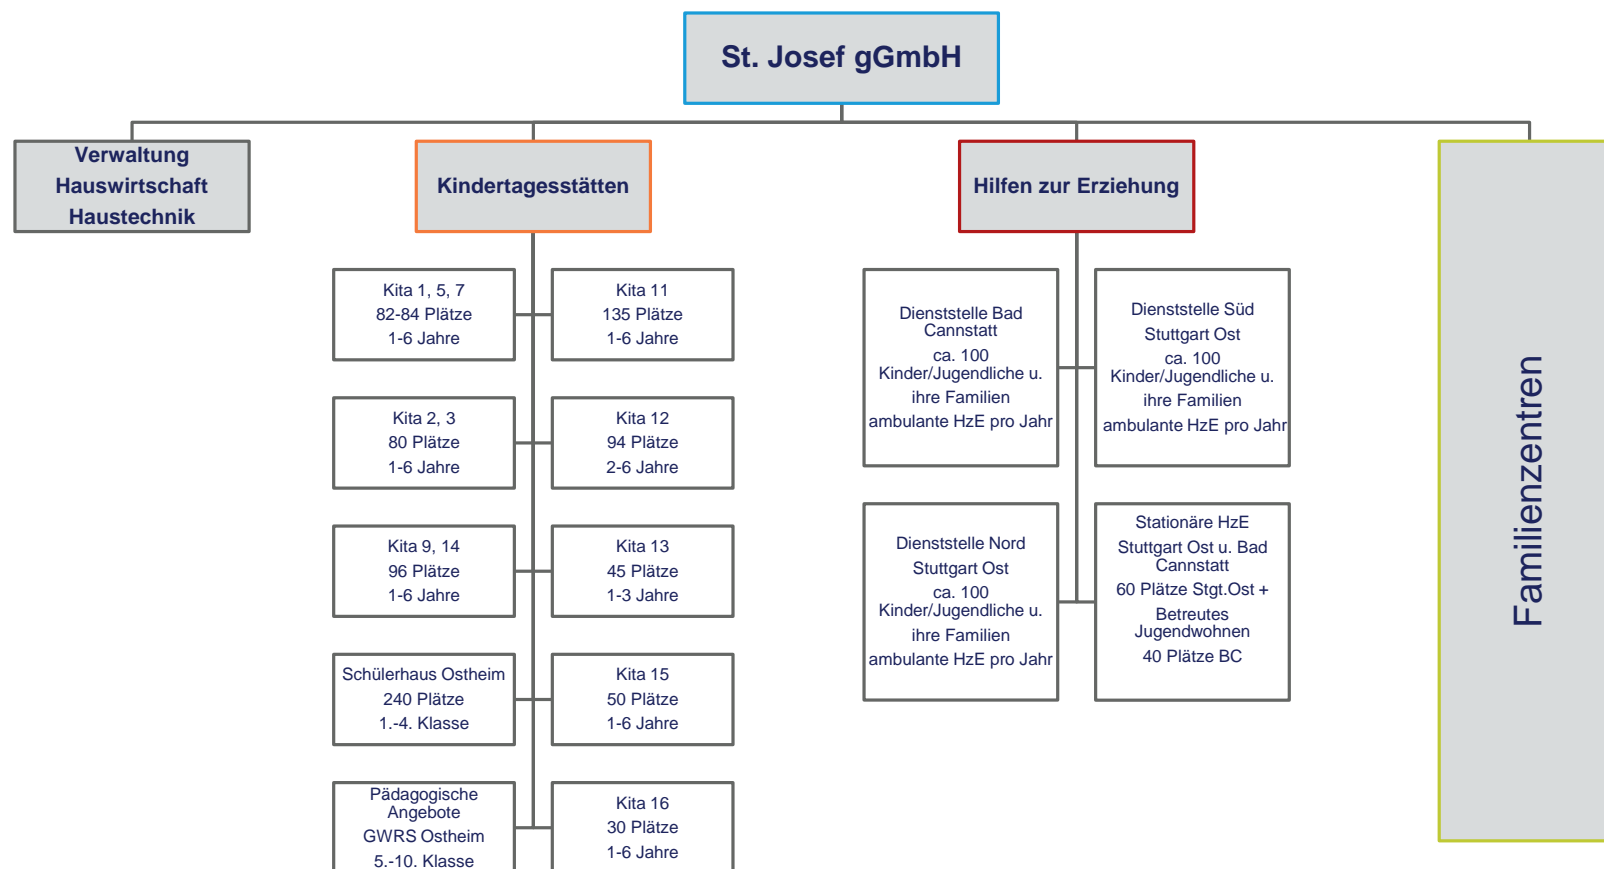 St. Josef gGmbH
Verwaltung
Hauswirtschaft
Haustechnik
Kindertagesstätten
Hilfen zur Erziehung
Familienzentren
Kita 1, 5, 7
82-84 Plätze
1-6 Jahre
Kita 11
135 Plätze
1-6 Jahre
Kita 2, 3
80 Plätze
1-6 Jahre
Kita 12
94 Plätze
2-6 Jahre
Kita 9, 14
96 Plätze
1-6 Jahre
Kita 13
45 Plätze
1-3 Jahre
Schülerhaus Ostheim
240 Plätze
1.-4. Klasse
Kita 15
50 Plätze
1-6 Jahre
Pädagogische
Angebote
GWRS Ostheim
5.-10. Klasse
Kita 16
30 Plätze
1-6 Jahre
Dienststelle Bad
Cannstatt
ca. 100
Kinder/Jugendliche u.
ihre Familien
ambulante HzE pro Jahr
Dienststelle Süd
Stuttgart Ost
ca. 100
Kinder/Jugendliche u.
ihre Familien
ambulante HzE pro Jahr
Dienststelle Nord
Stuttgart Ost
ca. 100
Kinder/Jugendliche u.
ihre Familien
ambulante HzE pro Jahr
Stationäre HzE
Stuttgart Ost u. Bad
Cannstatt
60 Plätze Stgt.Ost +
Betreutes
Jugendwohnen
40 Plätze BC